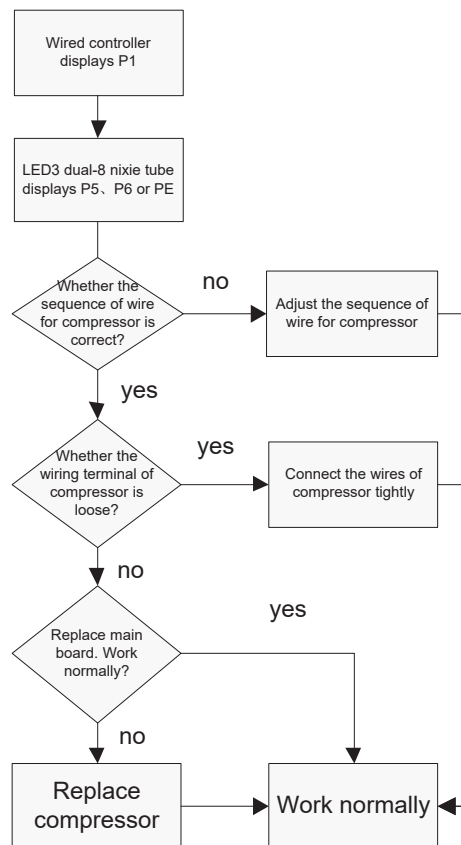 Wired controller
displays P1
LED3 dual-8 nixie tube
displays P5、P6 or PE
Whether the
sequence of wire
for compressor is
correct?
no
Adjust the sequence of
wire for compressor
yes
Whether the
wiring terminal of
compressor is
loose?
yes
Connect the wires of
compressor tightly
no
Replace main
board. Work
normally?
yes
no
Replace
compressor
Work normally